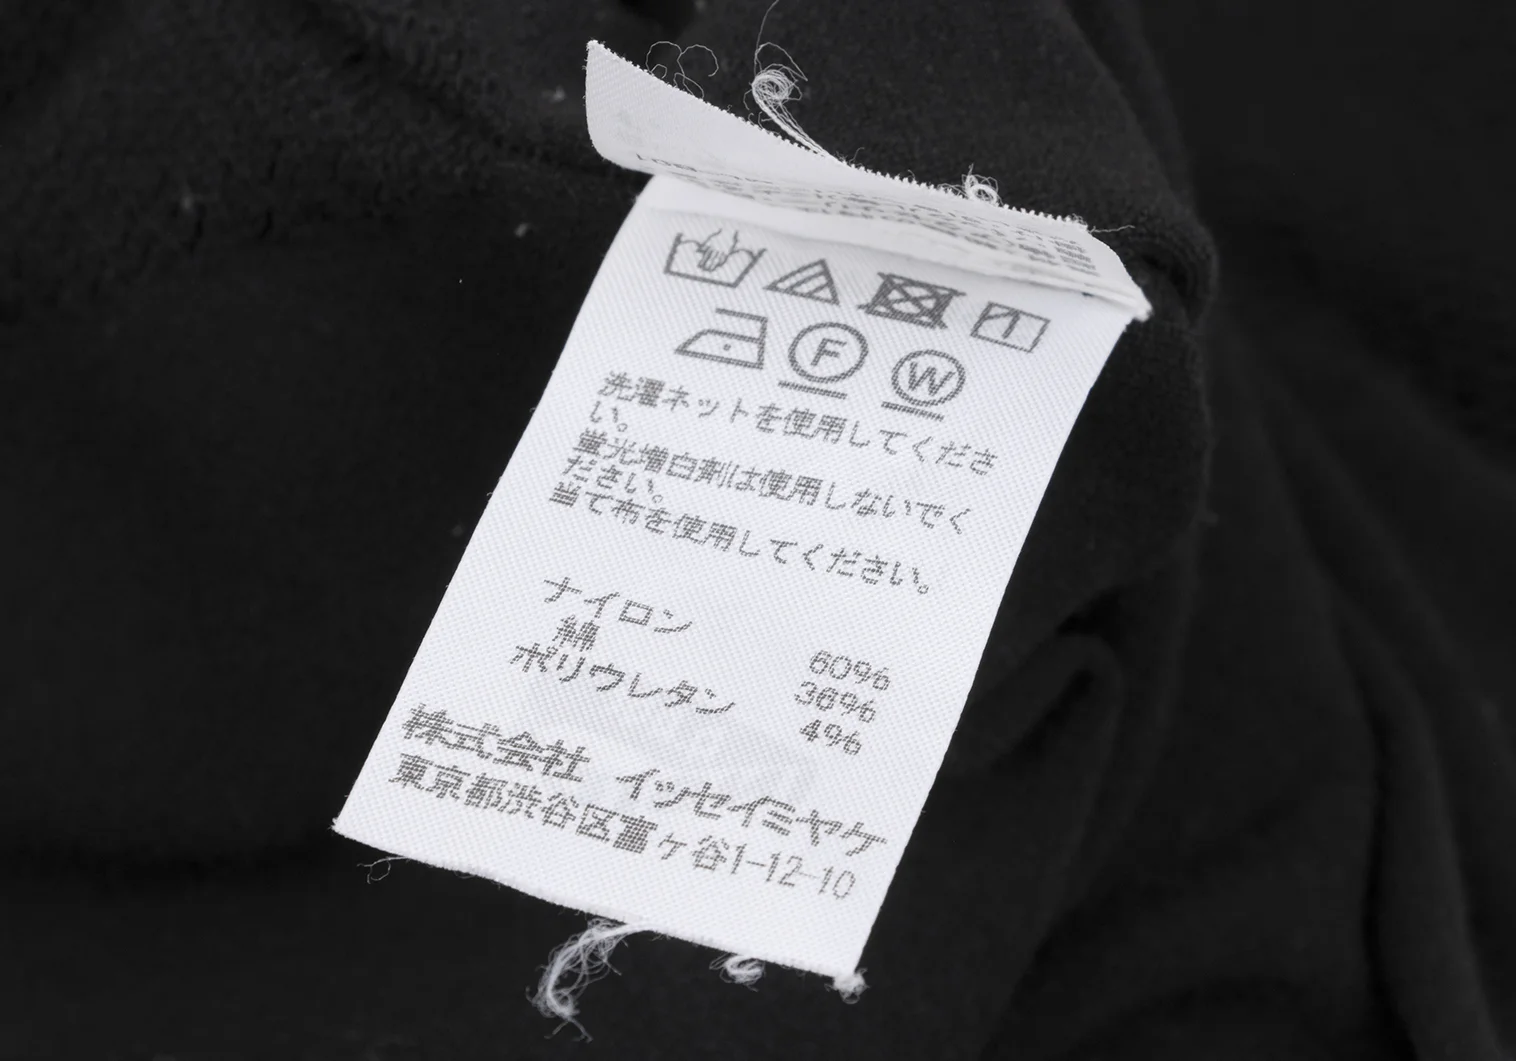 F W
洗濯ネットを使用してくださ
い。
蛍光増白剤は使用しないでく
ださい。
当て布を使用してください。
ナイロン 60%
綿 36%
ポリウレタン 4%
株式会社 イッセイミヤケ
東京都渋谷区富ヶ谷1-12-10